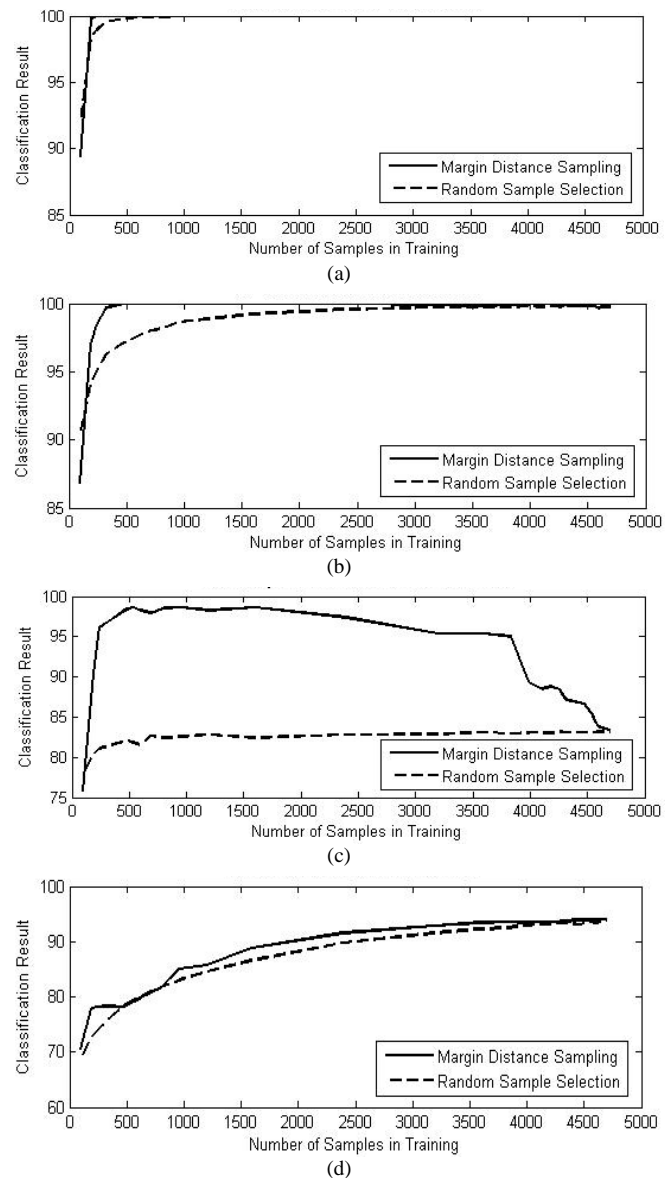 100
95
90
85
Classification Result
Margin Distance Sampling
Random Sample Selection
0 500 1000 1500 2000 2500 3000 3500 4000 4500 5000
Number of Samples in Training
(a)
100
95
90
85
Classification Result
Margin Distance Sampling
Random Sample Selection
0 500 1000 1500 2000 2500 3000 3500 4000 4500 5000
Number of Samples in Training
(b)
100
95
90
85
80
75
Classification Result
Margin Distance Sampling
Random Sample Selection
0 500 1000 1500 2000 2500 3000 3500 4000 4500 5000
Number of Samples in Training
(c)
100
90
80
70
60
Classification Result
Margin Distance Sampling
Random Sample Selection
0 500 1000 1500 2000 2500 3000 3500 4000 4500 5000
Number of Samples in Training
(d)